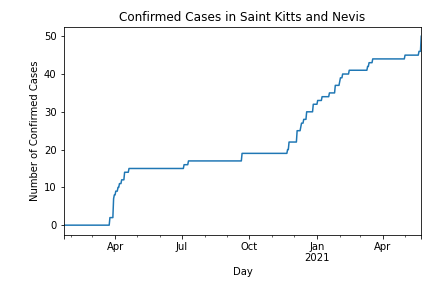 Confirmed Cases in Saint Kitts and Nevis
50
40
30
20
10
0
Number of Confirmed Cases
Apr Jul Oct Jan Apr
2021
Day